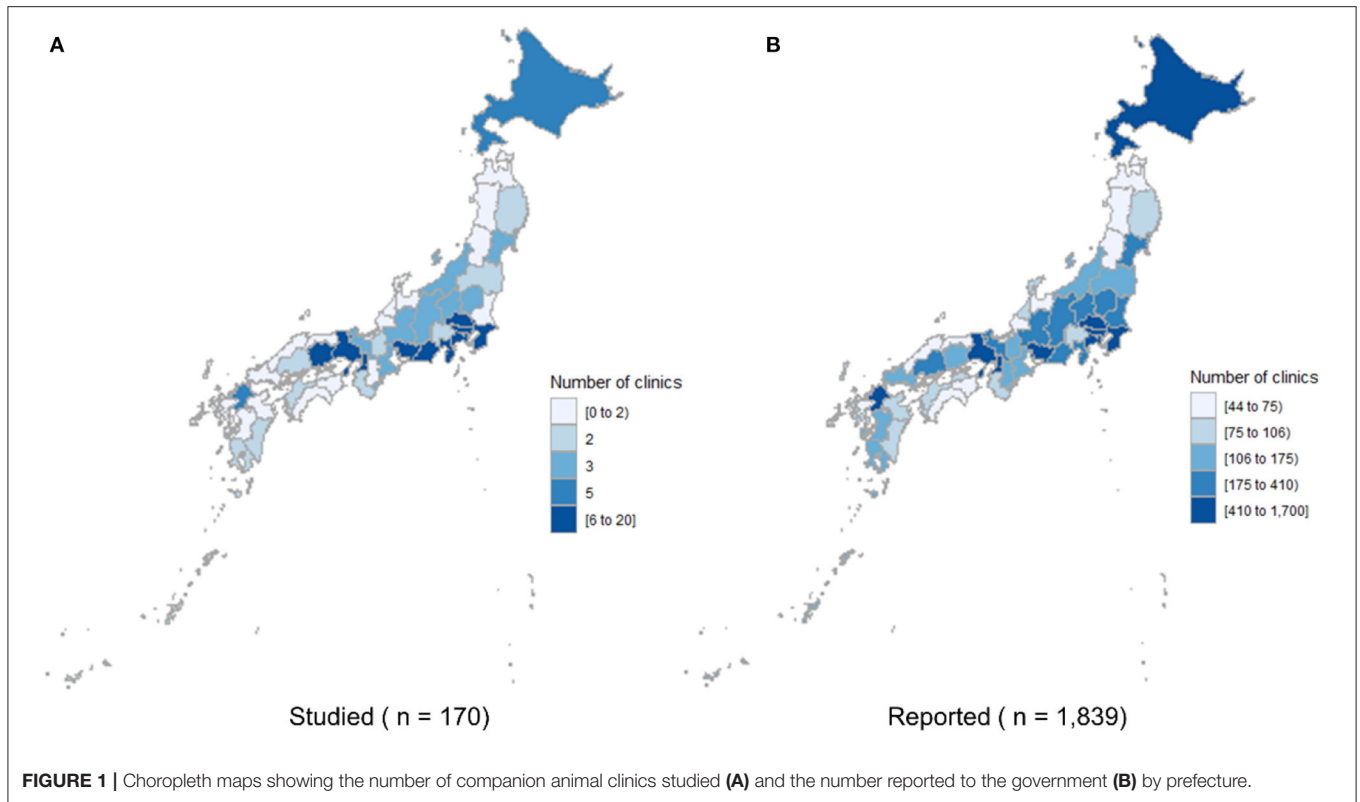 A
B
Number of clinics
[0 to 2)
2
3
5
[6 to 20]
Number of clinics
[44 to 75)
[75 to 106)
[106 to 175)
[175 to 410)
[410 to 1,700]
Studied ( n = 170)
Reported ( n = 1,839)
FIGURE 1 | Choropleth maps showing the number of companion animal clinics studied (A) and the number reported to the government (B) by prefecture.